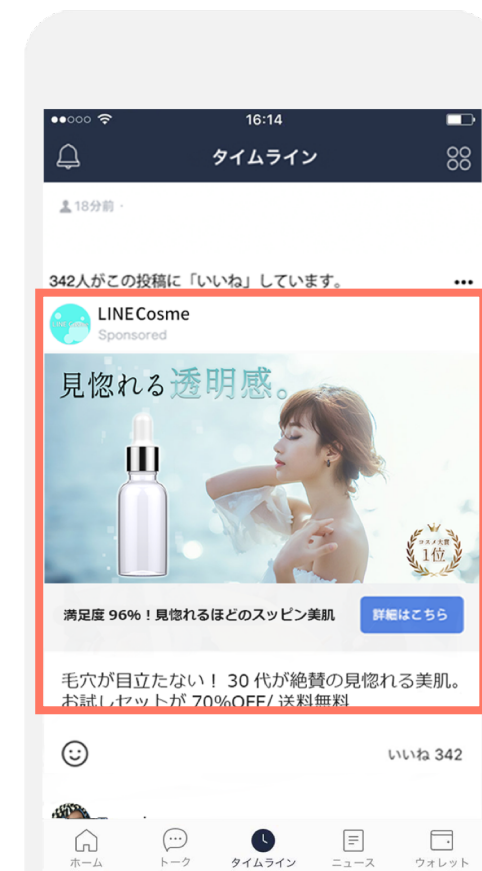 16:14
タイムライン
18分前 ·
342人がこの投稿に「いいね」しています。
LINE Cosme
Sponsored
見惚れる透明感。
コスメ大賞
1位
満足度 96%！見惚れるほどのスッピン美肌
詳細はこちら
毛穴が目立たない！ 30 代が絶賛の見惚れる美肌。
お試しセットが 70%OFF/ 送料無料
いいね 342
ホーム
トーク
タイムライン
ニュース
ウォレット